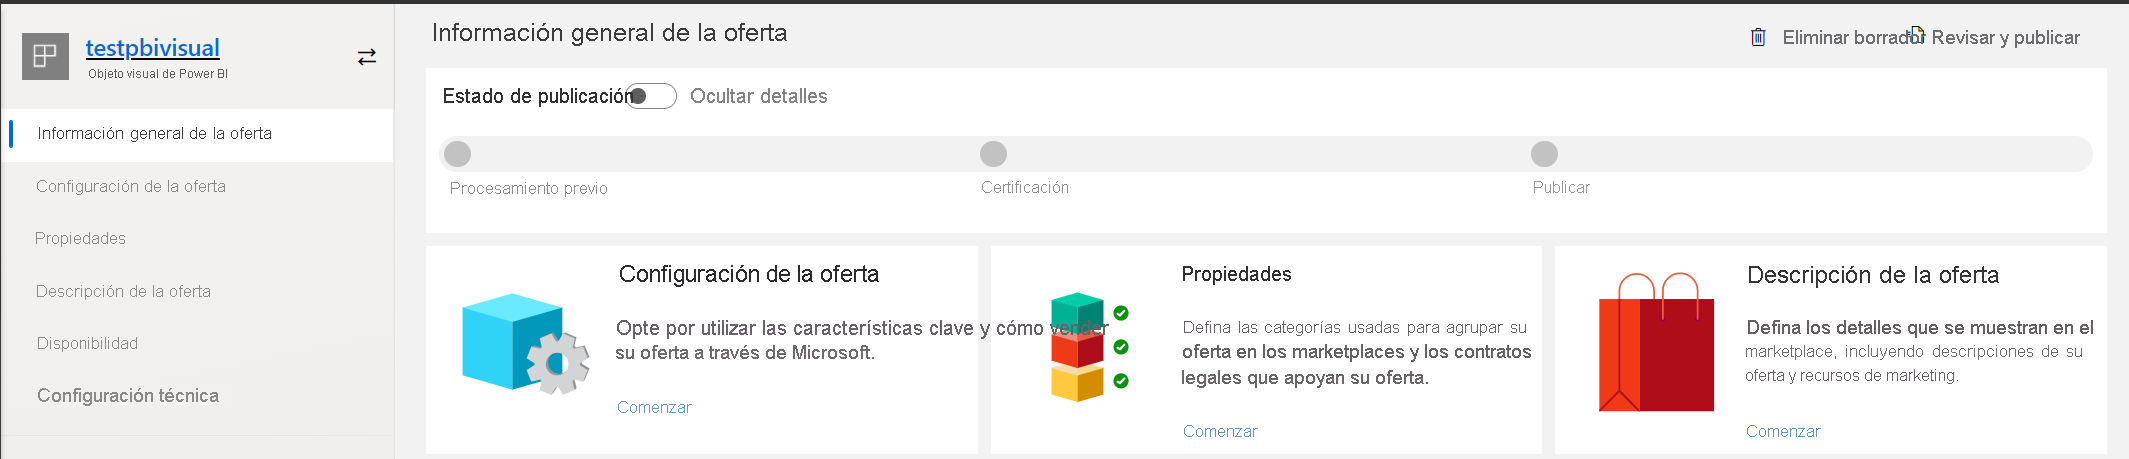 testpbivisual
Objeto visual de Power BI
Información general de la oferta
Configuración de la oferta
Propiedades
Descripción de la oferta
Disponibilidad
Configuración técnica
Información general de la oferta
Eliminar borrador
Revisar y publicar
Estado de publicación
Ocultar detalles
Procesamiento previo
Certificación
Publicar
Configuración de la oferta
Opte por utilizar las características clave y cómo vender
su oferta a través de Microsoft.
Comenzar
Propiedades
Defina las categorías usadas para agrupar su
oferta en los marketplaces y los contratos
legales que apoyan su oferta.
Comenzar
Descripción de la oferta
Defina los detalles que se muestran en el
marketplace, incluyendo descripciones de su
oferta y recursos de marketing.
Comenzar